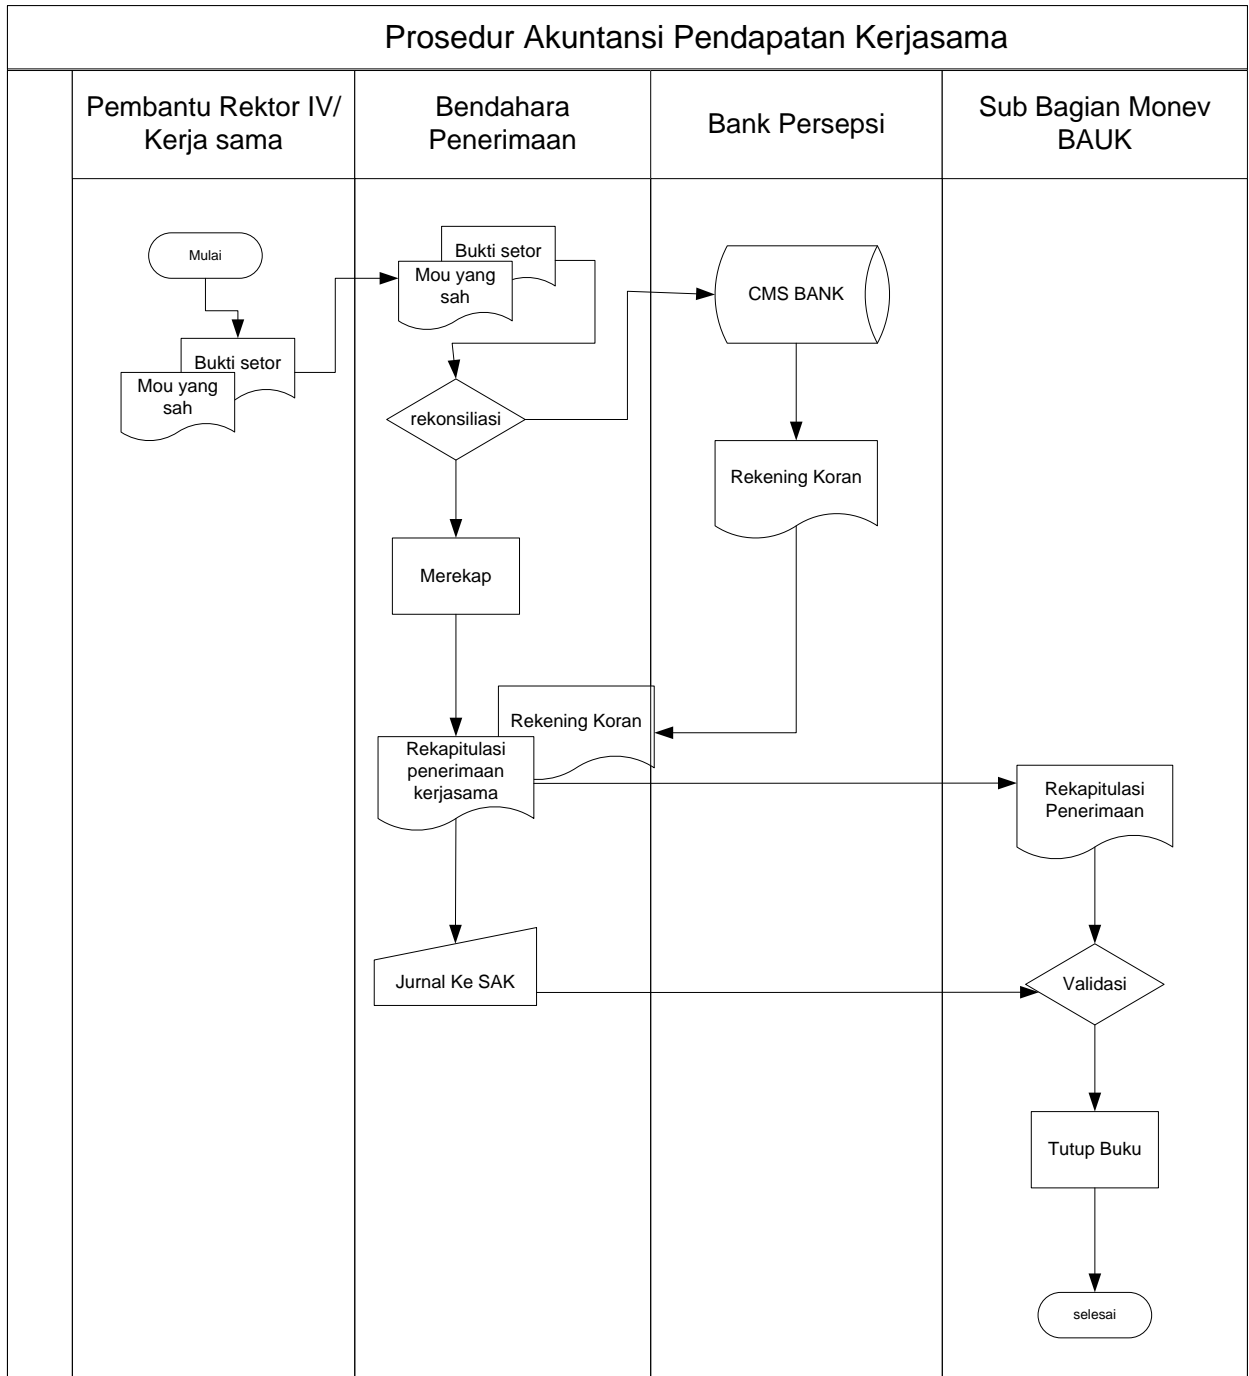 Prosedur Akuntansi Pendapatan Kerjasama
Pembantu Rektor IV/
Kerja sama
Bendahara
Penerimaan
Bank Persepsi
Sub Bagian Monev
BAUK
Mulai
Bukti setor
Mou yang
sah
Bukti setor
Mou yang
sah
rekonsiliasi
CMS BANK
Rekening Koran
Merekap
Rekening Koran
Rekapitulasi
penerimaan
kerjasama
Rekapitulasi
Penerimaan
Jurnal Ke SAK
Validasi
Tutup Buku
selesai